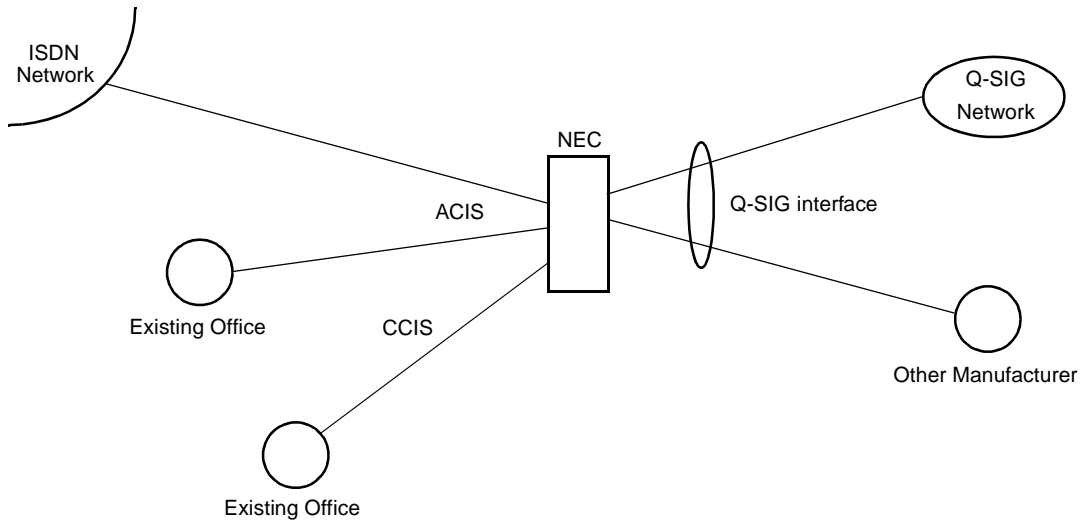 ISDN
Network
Q-SIG
Network
NEC
ACIS
Q-SIG interface
Existing Office
CCIS
Other Manufacturer
Existing Office